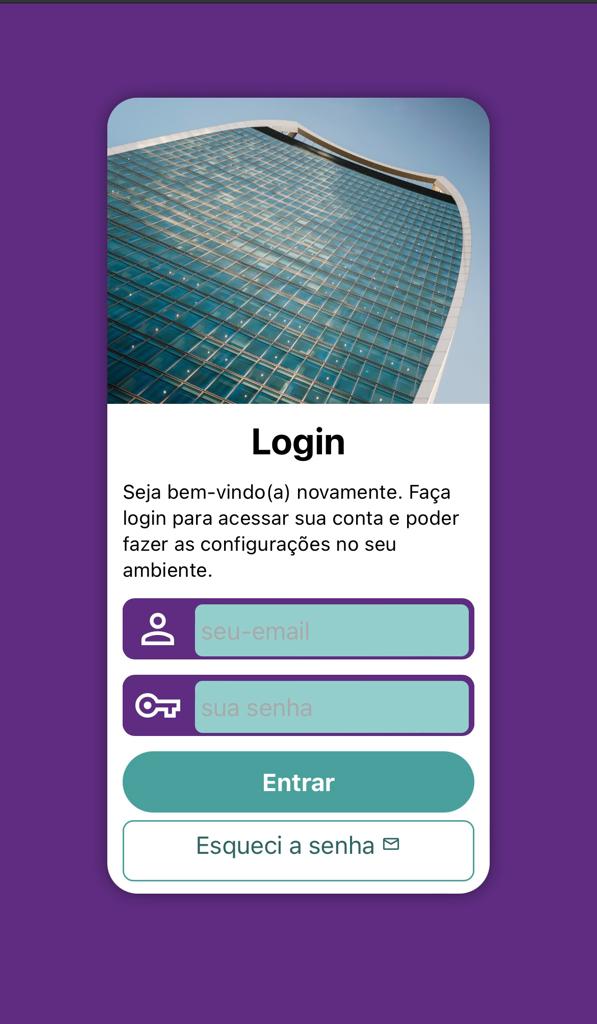 Login
Seja bem-vindo(a) novamente. Faça
login para acessar sua conta e poder
fazer as configurações no seu
ambiente.
seu-email
sua senha
Entrar
Esqueci a senha